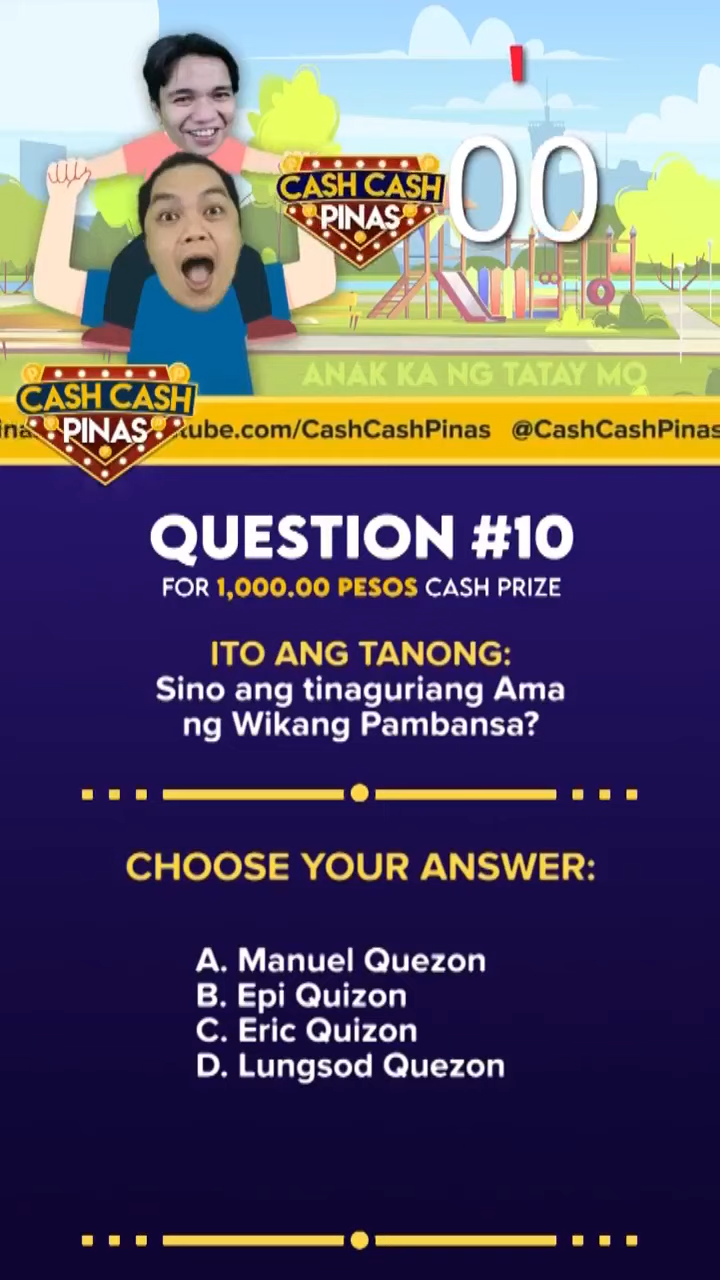 CASH CASH
PINAS
00
ANAK KA NG TATAY MO
CASH CASH
PINAS
tube.com/CashCashPinas @CashCashPinas
QUESTION #10
FOR 1,000.00 PESOS CASH PRIZE
ITO ANG TANONG:
Sino ang tinaguriang Ama
ng Wikang Pambansa?
CHOOSE YOUR ANSWER:
A. Manuel Quezon
B. Epi Quizon
C. Eric Quizon
D. Lungsod Quezon